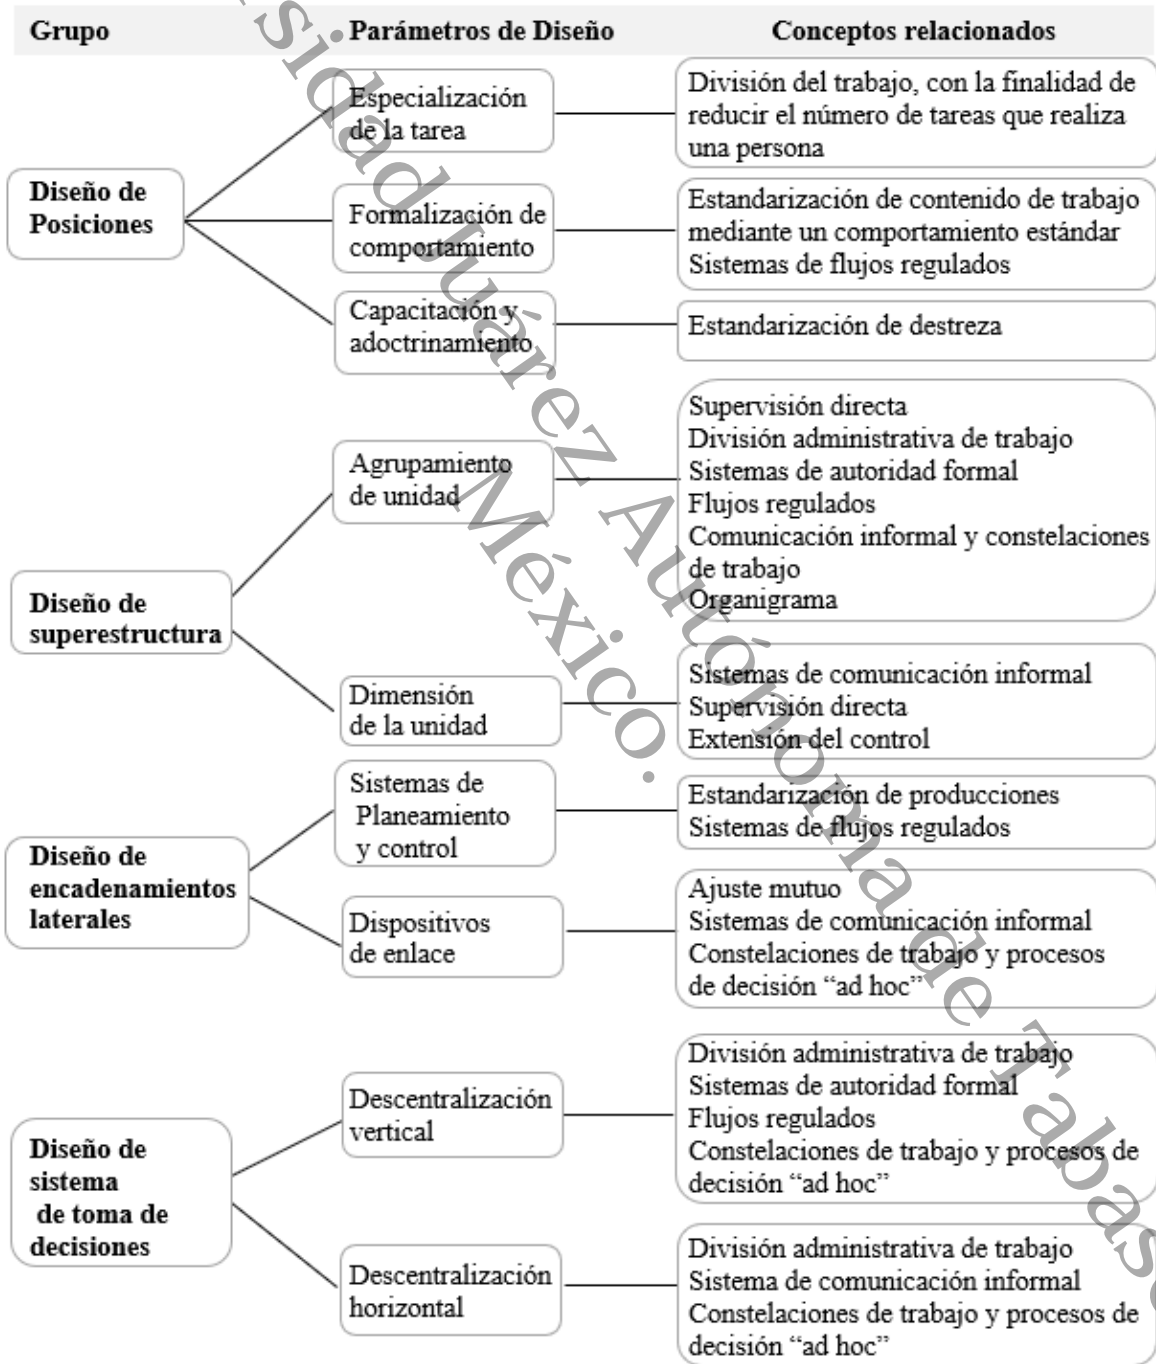 Grupo Parámetros de Diseño Conceptos relacionados
Diseño de
Posiciones
Especialización
de la tarea
División del trabajo, con la finalidad de
reducir el número de tareas que realiza
una persona
Formalización de
comportamiento
Estandarización de contenido de trabajo
mediante un comportamiento estándar
Sistemas de flujos regulados
Capacitación y
adoctrinamiento
Estandarización de destreza
Diseño de
superestructura
Agrupamiento
de unidad
Supervisión directa
División administrativa de trabajo
Sistemas de autoridad formal
Flujos regulados
Comunicación informal y constelaciones
de trabajo
Organigrama
Dimensión
de la unidad
Sistemas de comunicación informal
Supervisión directa
Extensión del control
Diseño de
encadenamientos
laterales
Sistemas de
Planeamiento
y control
Estandarización de producciones
Sistemas de flujos regulados
Dispositivos
de enlace
Ajuste mutuo
Sistemas de comunicación informal
Constelaciones de trabajo y procesos
de decisión “ad hoc”
Diseño de
sistema
de toma de
decisiones
Descentralización
vertical
División administrativa de trabajo
Sistemas de autoridad formal
Flujos regulados
Constelaciones de trabajo y procesos de
decisión “ad hoc”
Descentralización
horizontal
División administrativa de trabajo
Sistema de comunicación informal
Constelaciones de trabajo y procesos de
decisión “ad hoc”
Juárez Autónoma de
México.